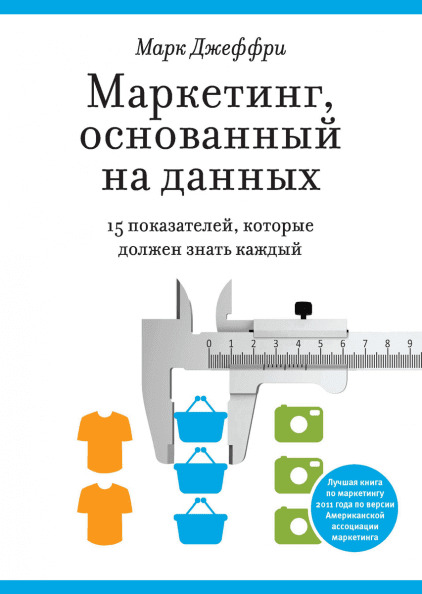 Марк Джеффри
Маркетинг,
основанный
на данных
15 показателей, которые
должен знать каждый
0 1 2 3 4 5 6 7 8 9
Лучшая книга
по маркетингу
2011 года по версии
Американской
ассоциации
маркетинга